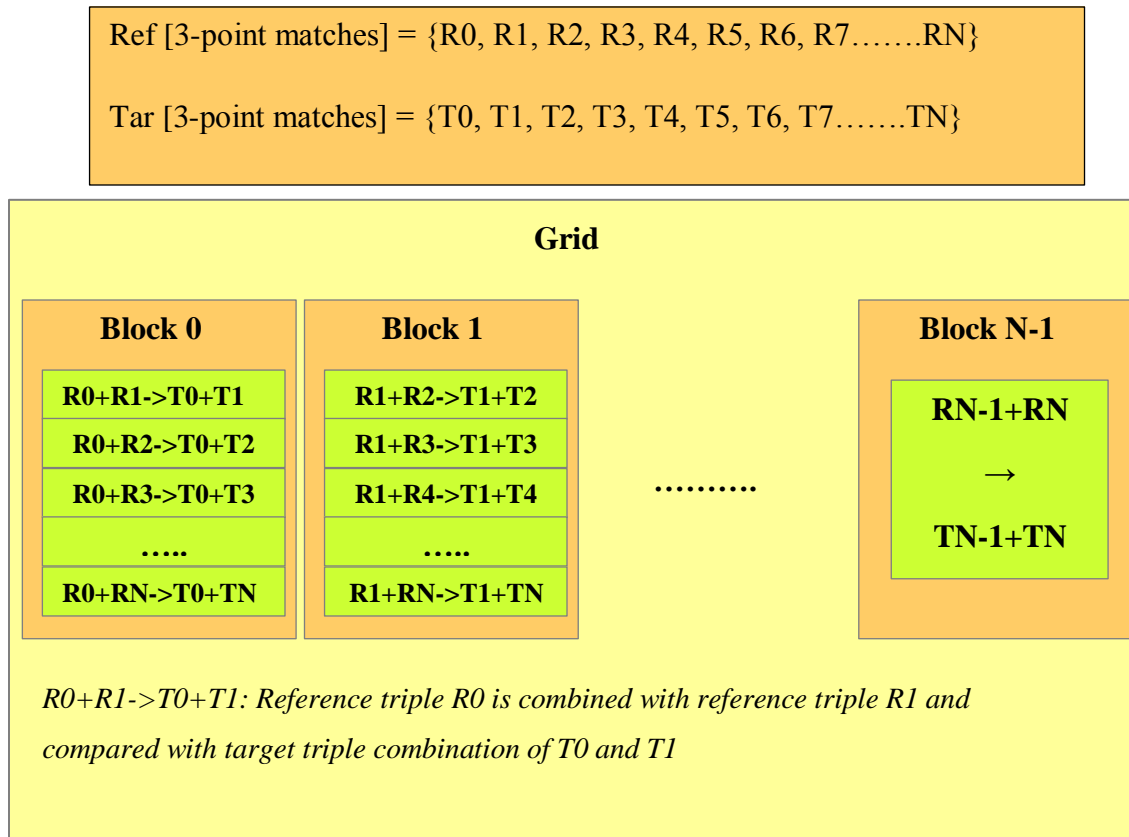 Ref [3-point matches] = {R0, R1, R2, R3, R4, R5, R6, R7…….RN}
Tar [3-point matches] = {T0, T1, T2, T3, T4, T5, T6, T7…….TN}
Grid
Block 0
R0+R1->T0+T1
R0+R2->T0+T2
R0+R3->T0+T3
…..
R0+RN->T0+TN
Block 1
R1+R2->T1+T2
R1+R3->T1+T3
R1+R4->T1+T4
…..
R1+RN->T1+TN
……….
Block N-1
RN-1+RN
→
TN-1+TN
R0+R1->T0+T1: Reference triple R0 is combined with reference triple R1 and
compared with target triple combination of T0 and T1